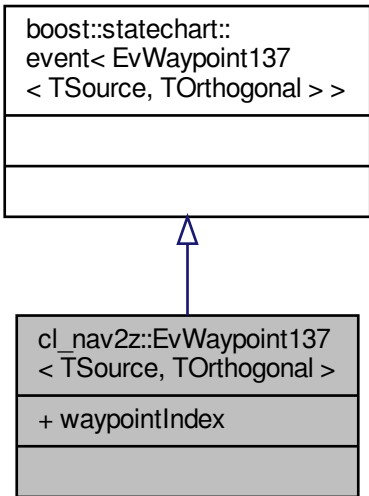 boost::statechart::
event< EvWaypoint137
< TSource, TOrthogonal > >
cl_nav2z::EvWaypoint137
< TSource, TOrthogonal >
+ waypointIndex